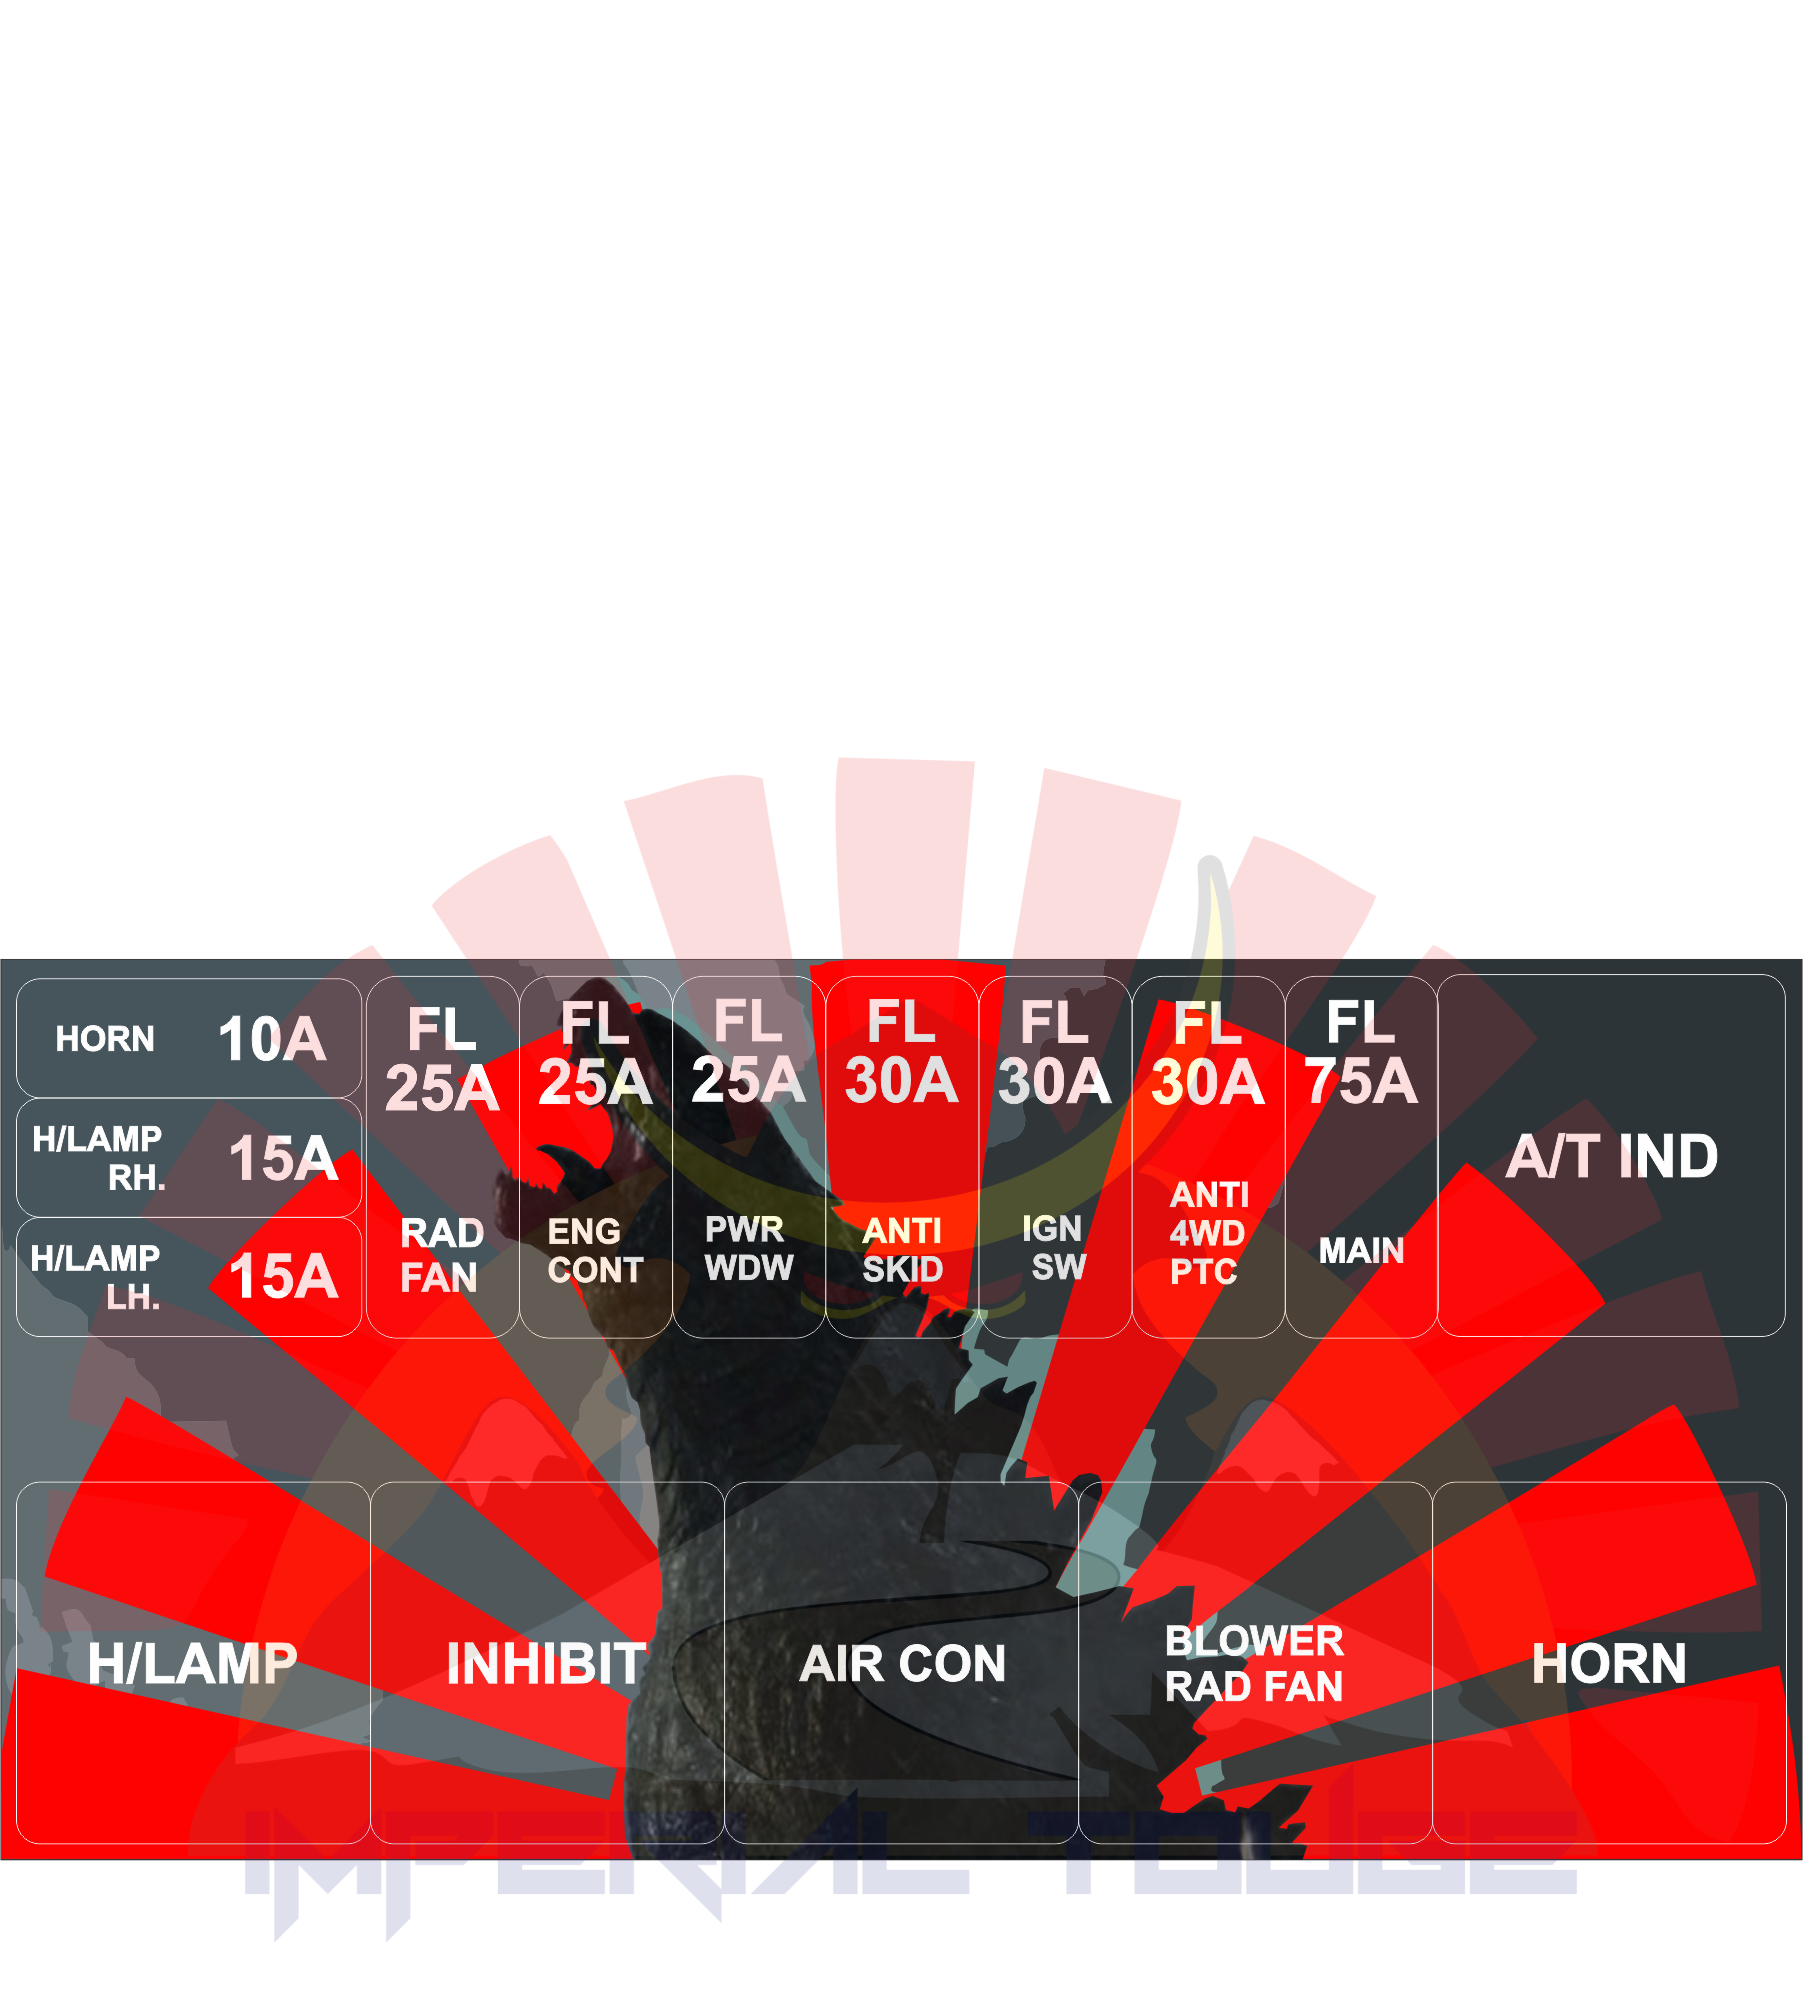 HORN 10A
H/LAMP RH. 15A
H/LAMP LH. 15A
FL
25A
RAD
FAN
FL
25A
ENG
CONT
FL
25A
PWR
WDW
FL
30A
ANTI
SKID
FL
30A
IGN
SW
FL
30A
ANTI
4WD
PTC
FL
75A
MAIN
A/T IND
H/LAMP
INHIBIT
AIR CON
BLOWER
RAD FAN
HORN
IMPERIAL TOUGE